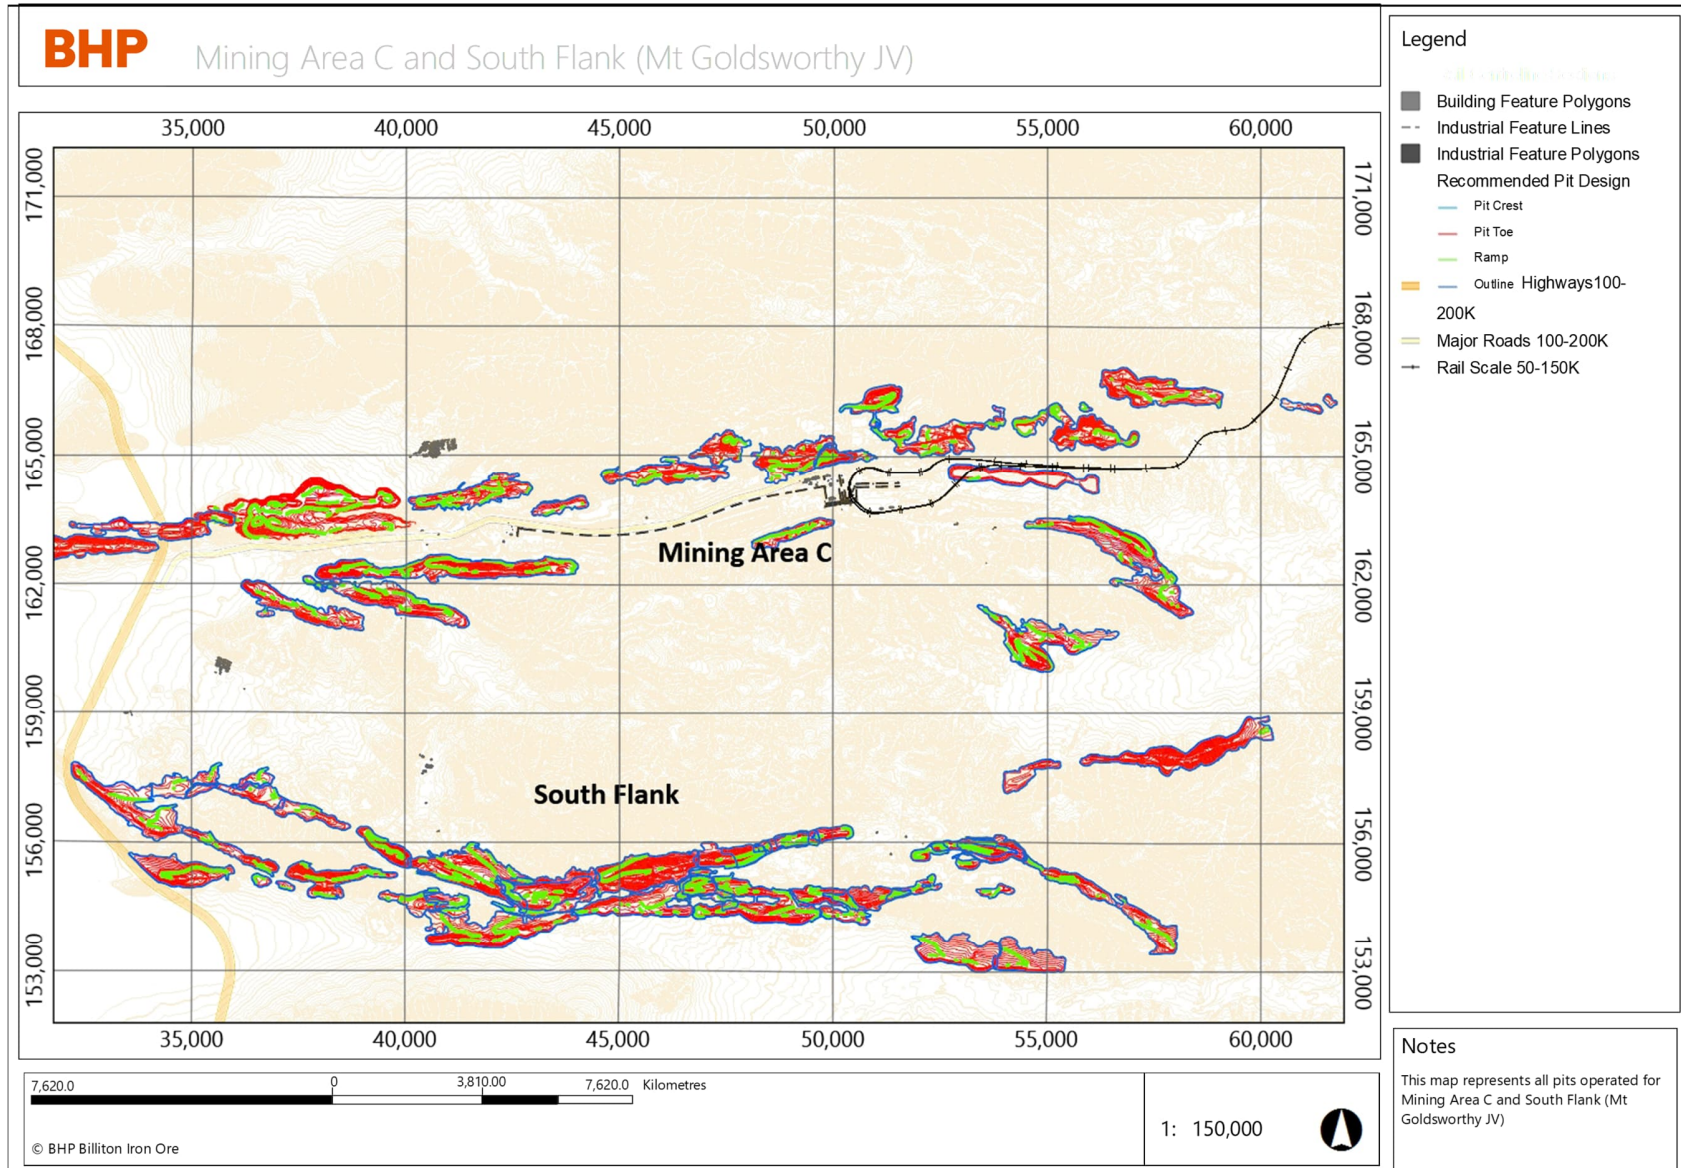 BHP
Mining Area C and South Flank (Mt Goldsworthy JV)
35,000 40,000 45,000 50,000 55,000 60,000
171,000
168,000
165,000
162,000
159,000
156,000
153,000
171,000
168,000
165,000
162,000
159,000
156,000
153,000
Mining Area C
South Flank
35,000 40,000 45,000 50,000 55,000 60,000
7,620.0 0 3,810.00 7,620.0 Kilometres
© BHP Billiton Iron Ore
1: 150,000
Legend
Building Feature Polygons
Industrial Feature Lines
Industrial Feature Polygons
Recommended Pit Design
Pit Crest
Pit Toe
Ramp
Outline Highways100-
200K
Major Roads 100-200K
Rail Scale 50-150K
Notes
This map represents all pits operated for
Mining Area C and South Flank (Mt
Goldsworthy JV)